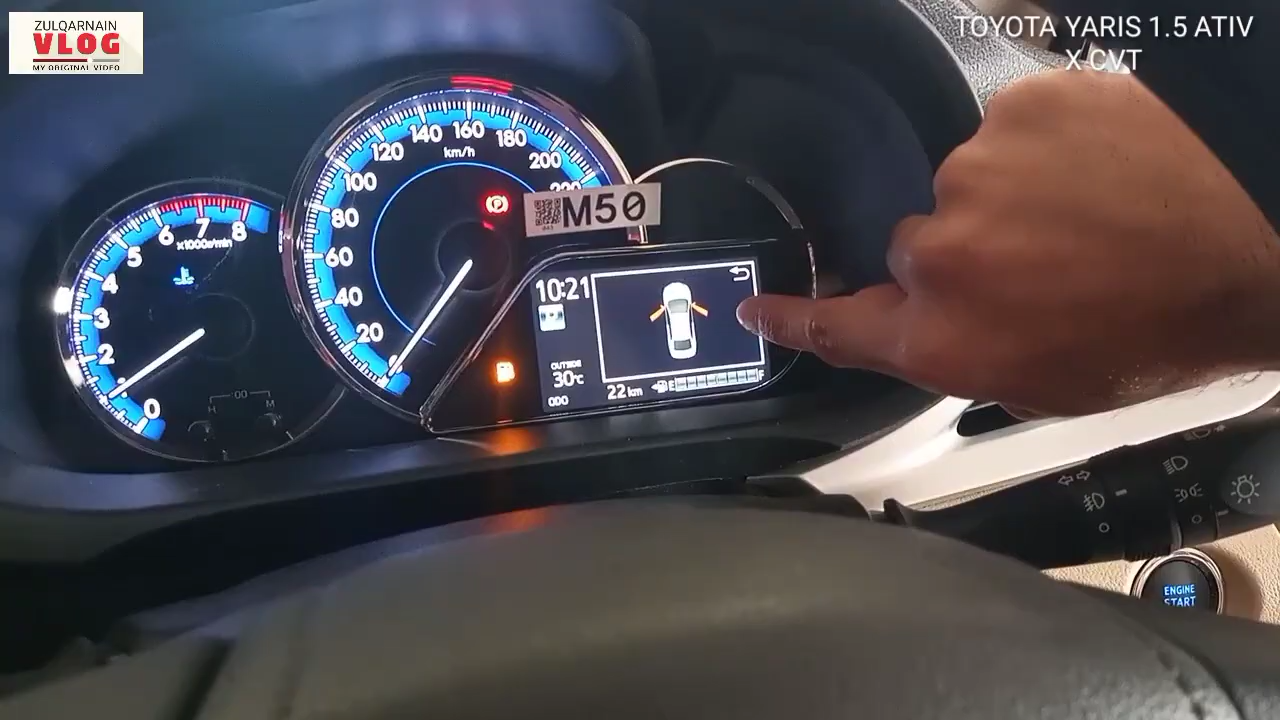 ZULQARNAIN
VLOG
MY ORIGINAL VIDEO
TOYOTA YARIS 1.5 ATIV
X CVT
0
2
3
4
5
6
7
8
x1000r/min
H
M
0
20
40
60
80
100
120
140
160
180
200
220
km/h
M50
10:21
OUTSIDE
30°C
ODO
22 km
E
F
ENGINE
START